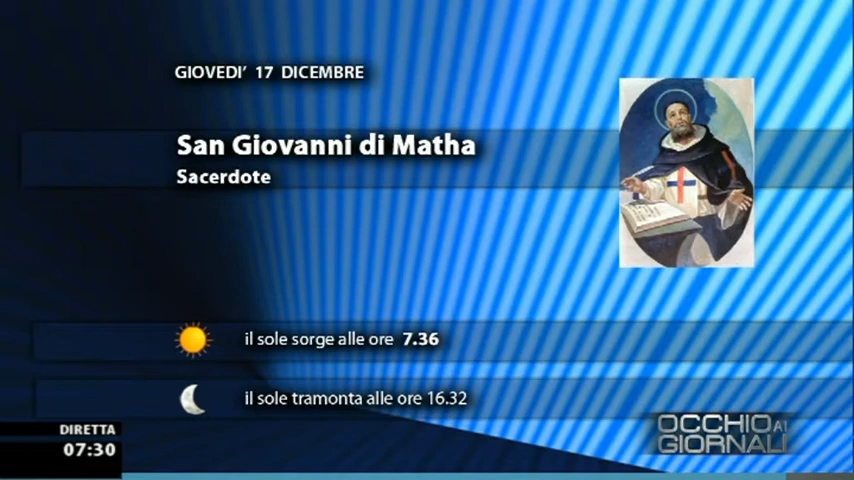 GIOVEDI' 17 DICEMBRE
San Giovanni di Matha
Sacerdote
il sole sorge alle ore 7.36
il sole tramonta alle ore 16.32
DIRETTA
07:30
OCCHIO AI
GIORNALI